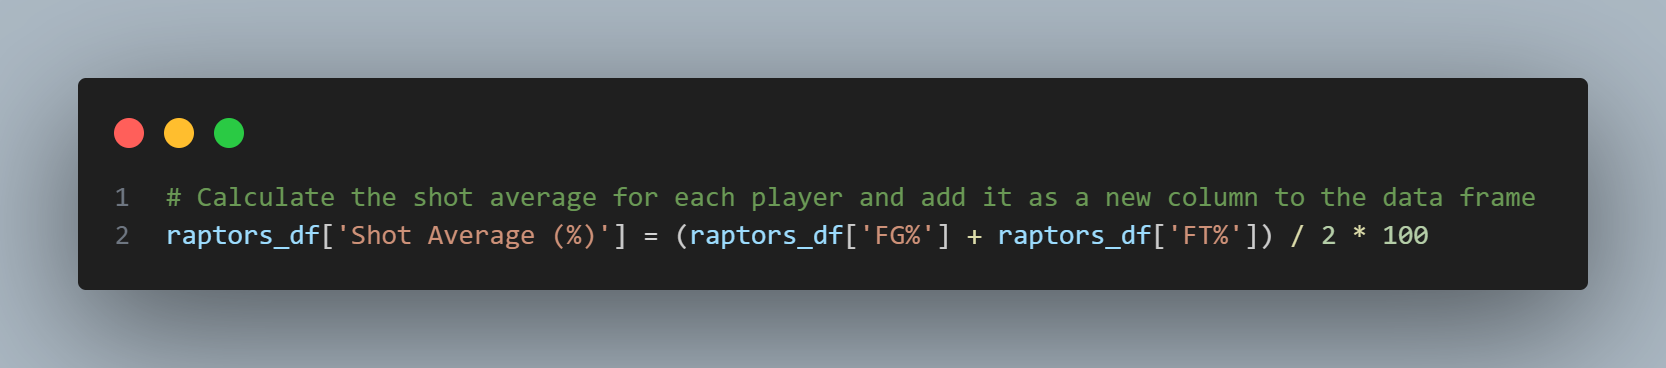 1 # Calculate the shot average for each player and add it as a new column to the data frame
2 raptors_df['Shot Average (%)'] = (raptors_df['FG%'] + raptors_df['FT%']) / 2 * 100